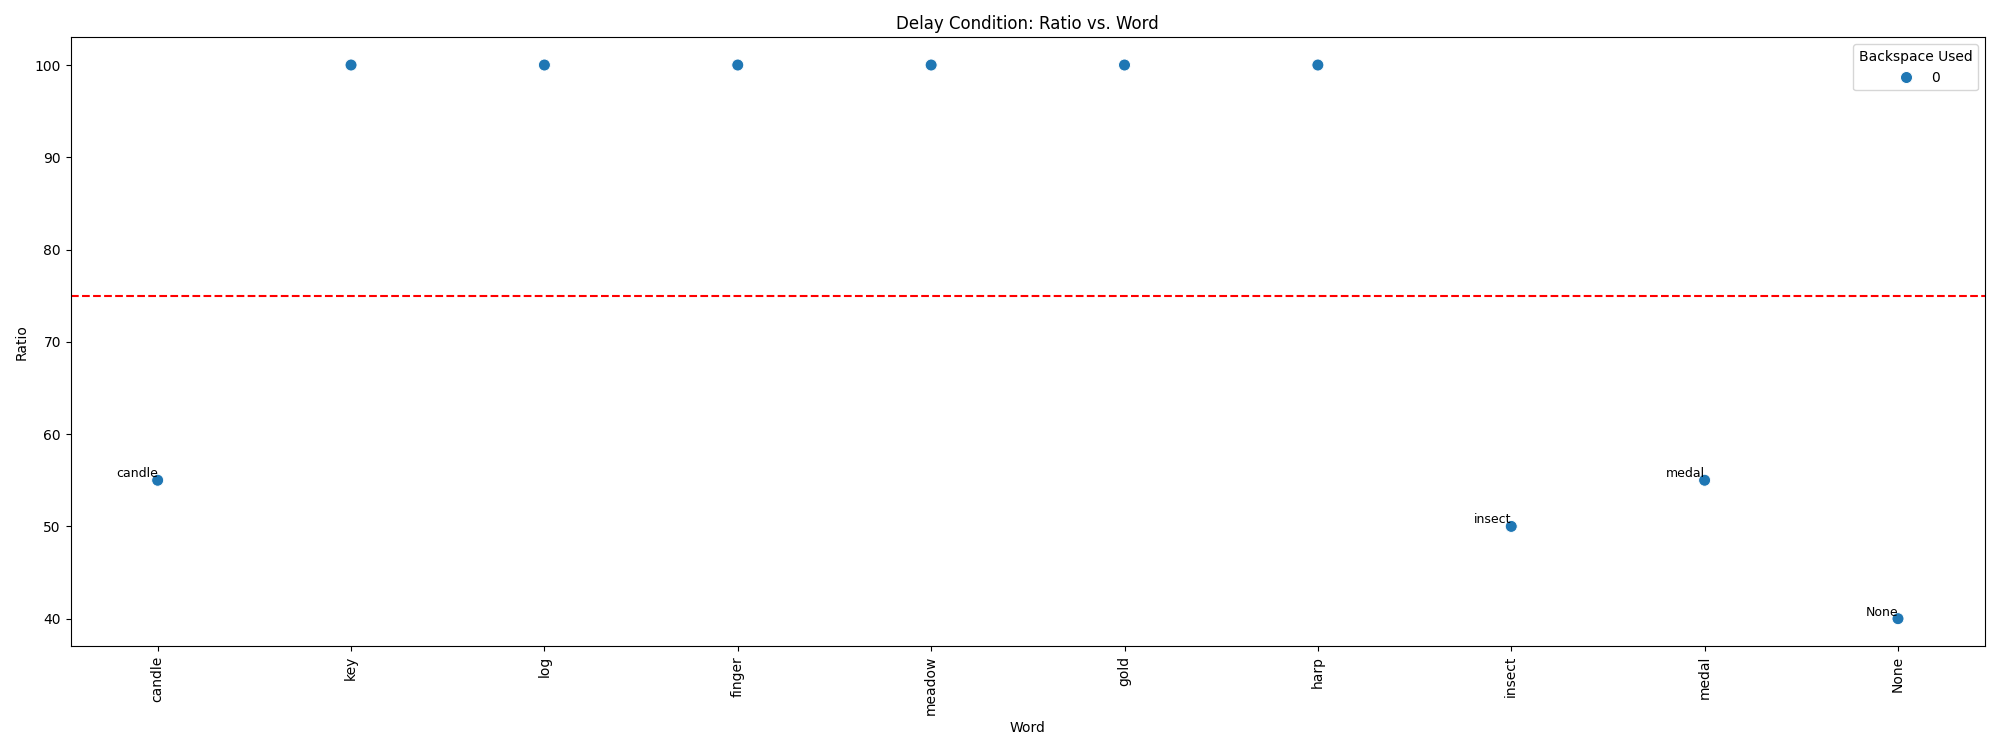 Delay Condition: Ratio vs. Word
Backspace Used
0
100
90
80
70
60
50
40
Ratio
candle
medal
insect
None
candle
key
log
finger
meadow
gold
harp
insect
medal
None
Word